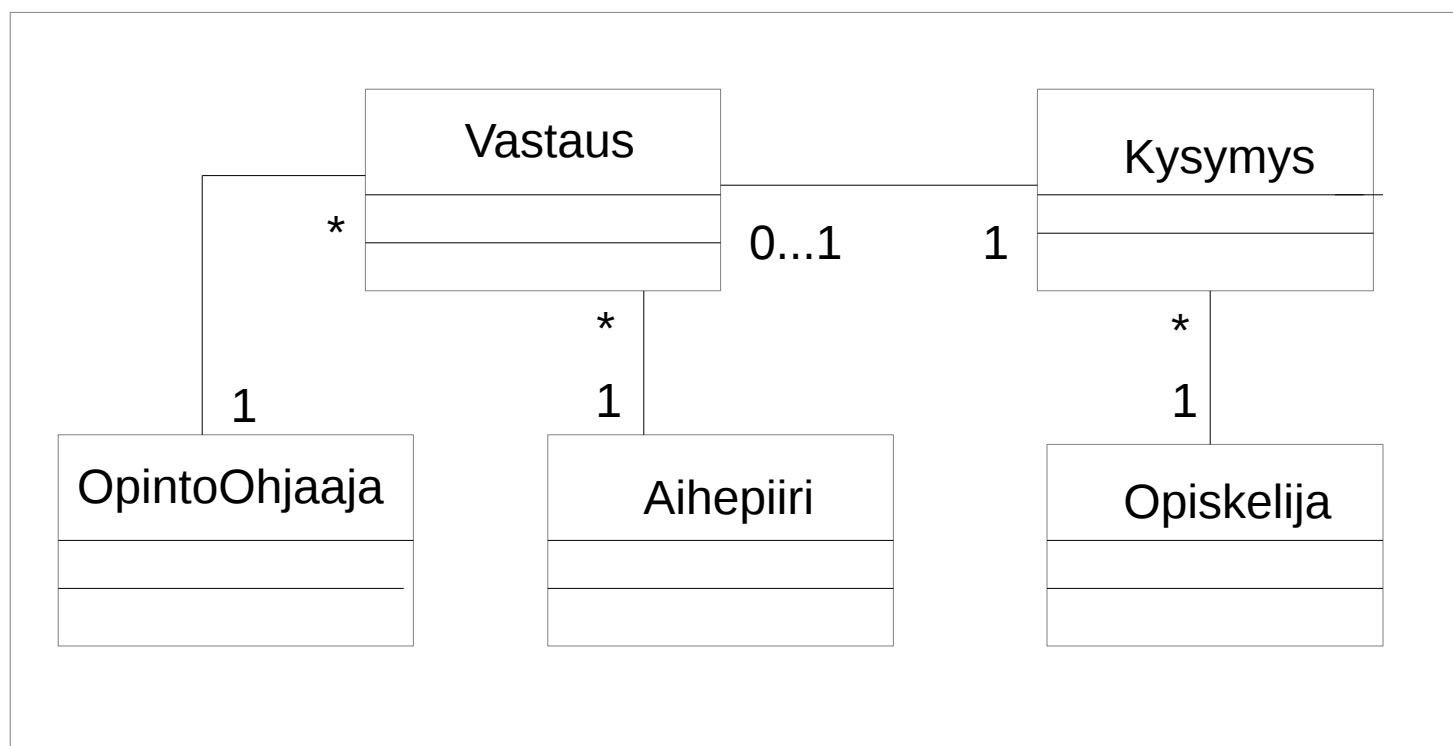 Vastaus
Kysymys
*
0...1
1
*
*
1
1
1
OpintoOhjaaja
Aihepiiri
Opiskelija